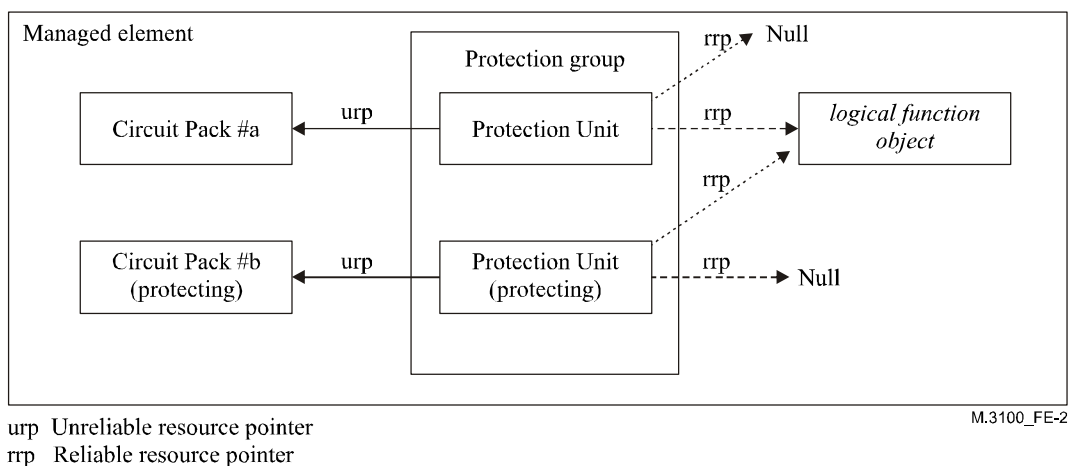 Managed element
Protection group
rrp
Null
Circuit Pack #a
urp
Protection Unit
rrp
logical function
object
rrp
Circuit Pack #b
(protecting)
urp
Protection Unit
(protecting)
rrp
Null
M.3100_FE-2
urp Unreliable resource pointer
rrp Reliable resource pointer